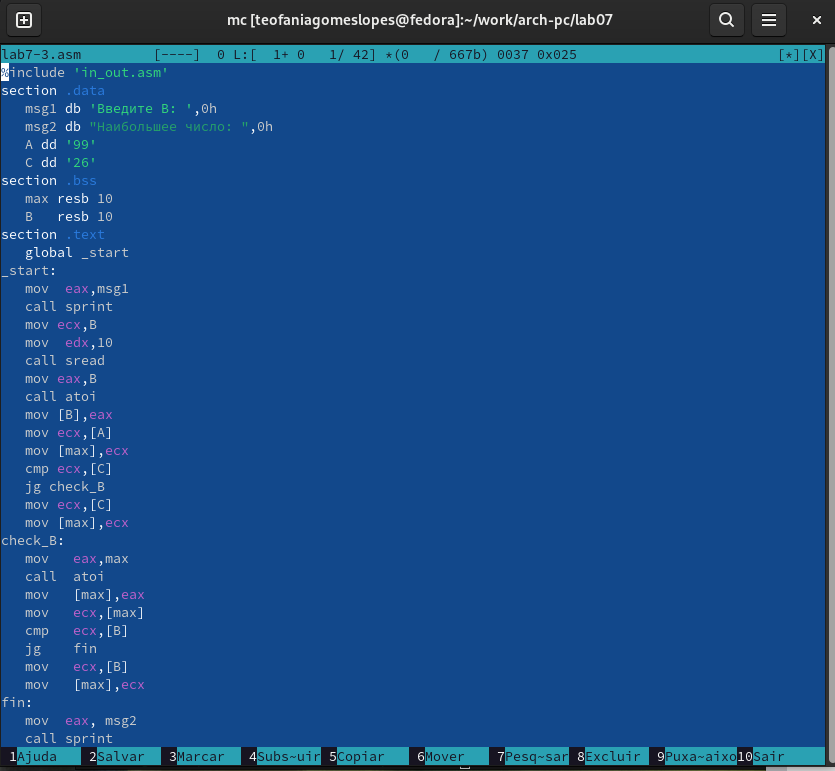 mc [teofaniagomeslopes@fedora]:~/work/arch-pc/lab07
lab7-3.asm         [----]  0 L:[  1+ 0   1/ 42] *(0   / 667b) 0037 0x025                         [*][X]
%include 'in_out.asm'
section .data
   msg1 db 'Введите B: ',0h
   msg2 db "Наибольшее число: ",0h
   A dd '99'
   C dd '26'
section .bss
   max resb 10
   B   resb 10
section .text
   global _start
_start:
   mov  eax,msg1
   call sprint
   mov ecx,B
   mov  edx,10
   call sread
   mov eax,B
   call atoi
   mov [B],eax
   mov ecx,[A]
   mov [max],ecx
   cmp ecx,[C]
   jg check_B
   mov ecx,[C]
   mov [max],ecx
check_B:
   mov   eax,max
   call  atoi
   mov   [max],eax
   mov   ecx,[max]
   cmp   ecx,[B]
   jg    fin
   mov   ecx,[B]
   mov   [max],ecx
fin:
   mov  eax, msg2
   call sprint
1Ajuda 2Salvar 3Marcar 4Subs~uir 5Copiar 6Mover 7Pesq~sar 8Excluir 9Puxa~aixo 10Sair